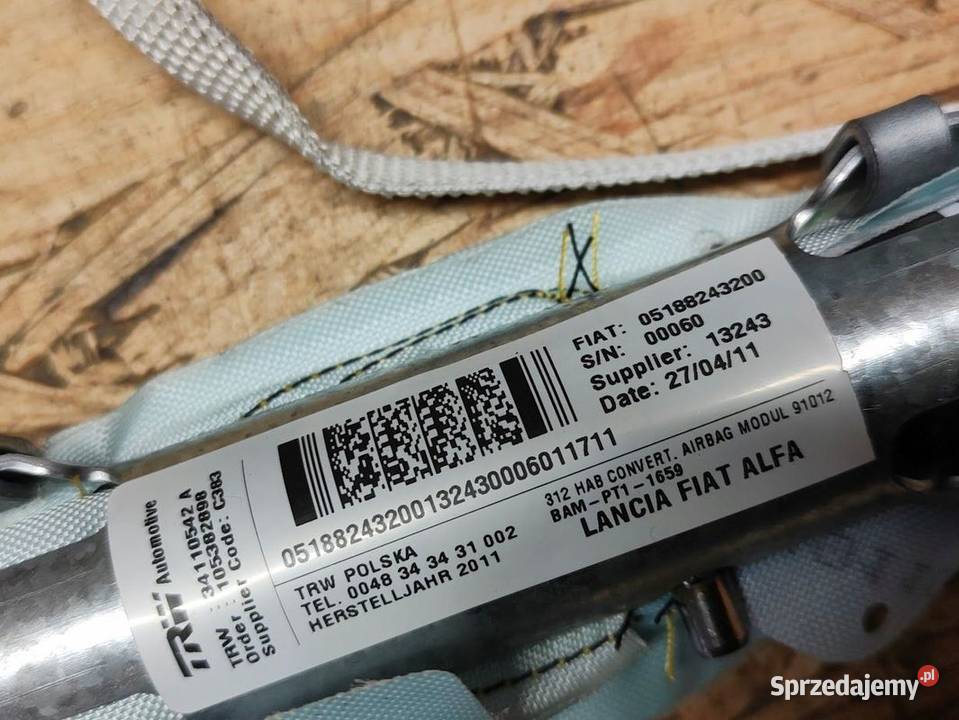 TRW Automotive
TRW : 34110542 A
Order : 105382898
Supplier Code: C383
05188243200132430006011711
FIAT: 05188243200
S/N: 00060
Supplier: 13243
Date: 27/04/11
TRW POLSKA
TEL. 0048 34 34 31 002
HERSTELLJAHR 2011
312 HAB CONVERT. AIRBAG MODUL 91012
BAM-PT1-1659
LANCIA FIAT ALFA
Sprzedajemy.pl